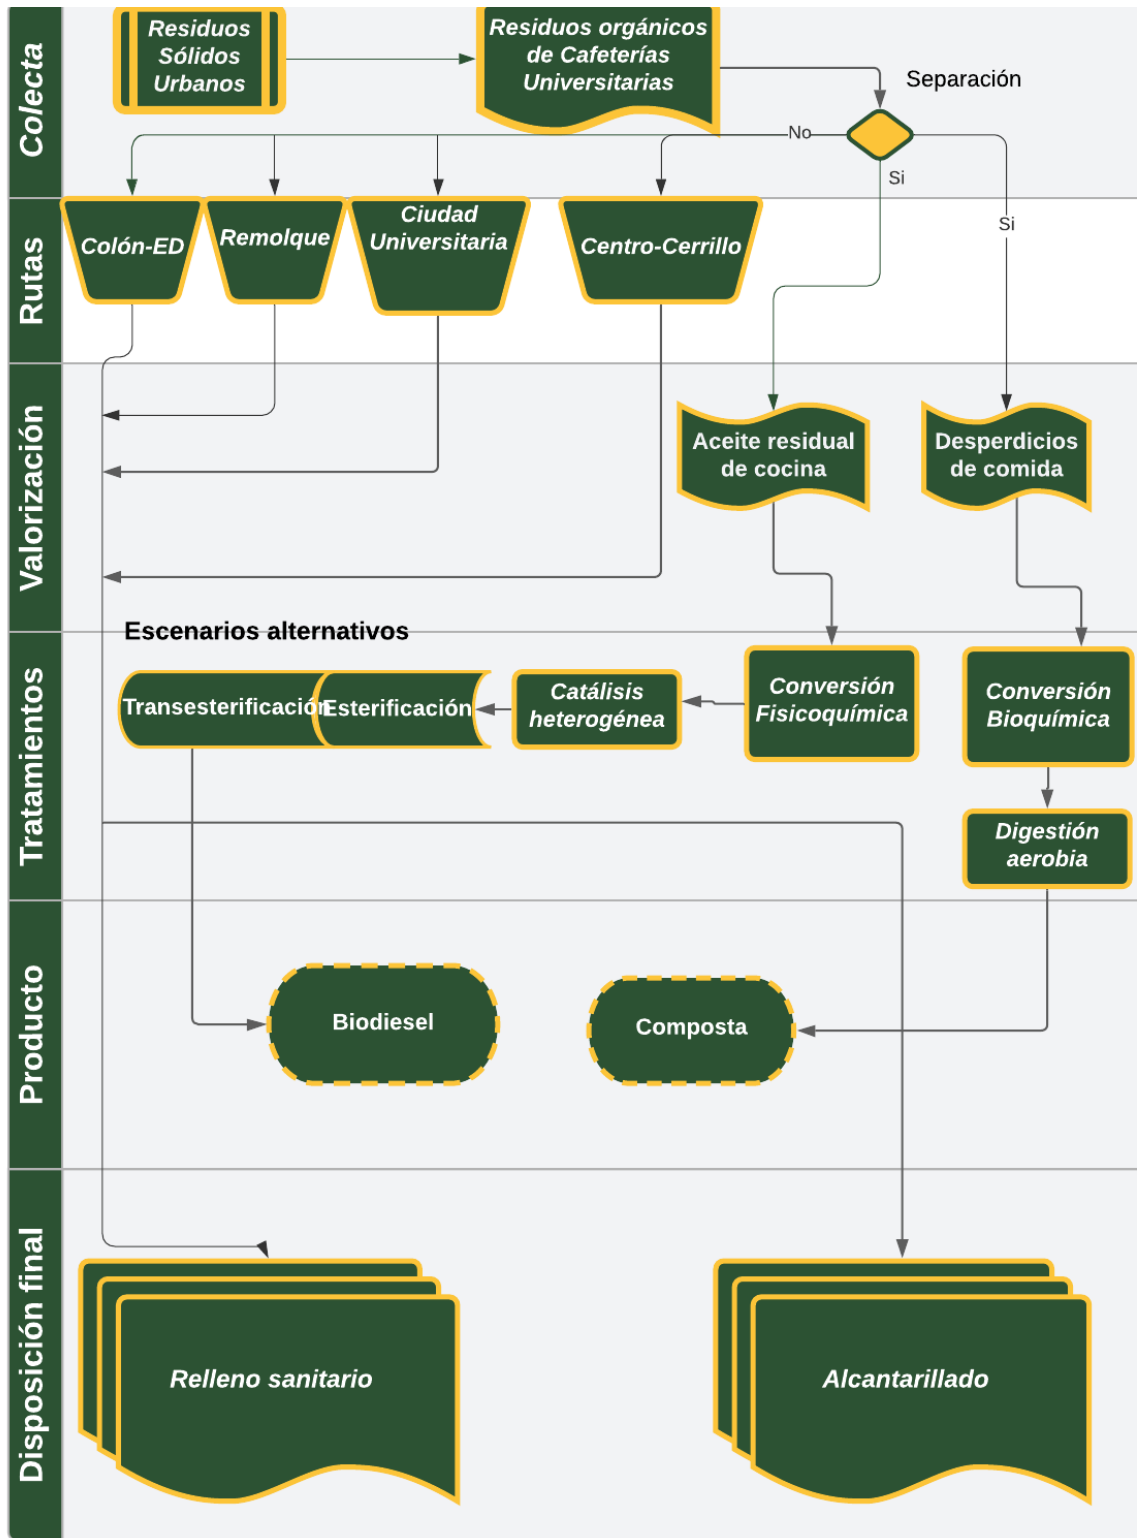 Colecta
Residuos
Sólidos
Urbanos
Residuos orgánicos
de Cafeterías
Universitarias
Separación
No
Si
Si
Rutas
Colón-ED
Remolque
Ciudad
Universitaria
Centro-Cerrillo
Valorización
Aceite residual
de cocina
Desperdicios
de comida
Tratamientos
Escenarios alternativos
Transesterificación
Esterificación
Catálisis
heterogénea
Conversión
Fisicoquímica
Conversión
Bioquímica
Digestión
aerobia
Producto
Biodiesel
Composta
Disposición final
Relleno sanitario
Alcantarillado